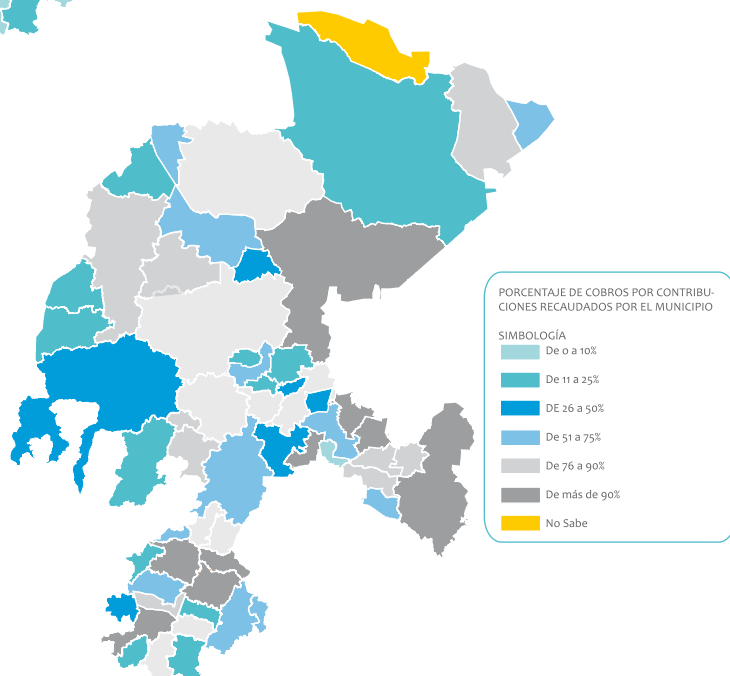 PORCENTAJE DE COBROS POR CONTRIBU-
CIONES RECAUDADOS POR EL MUNICIPIO
SIMBOLOGÍA
De 0 a 10%
De 11 a 25%
DE 26 a 50%
De 51 a 75%
De 76 a 90%
De más de 90%
No Sabe